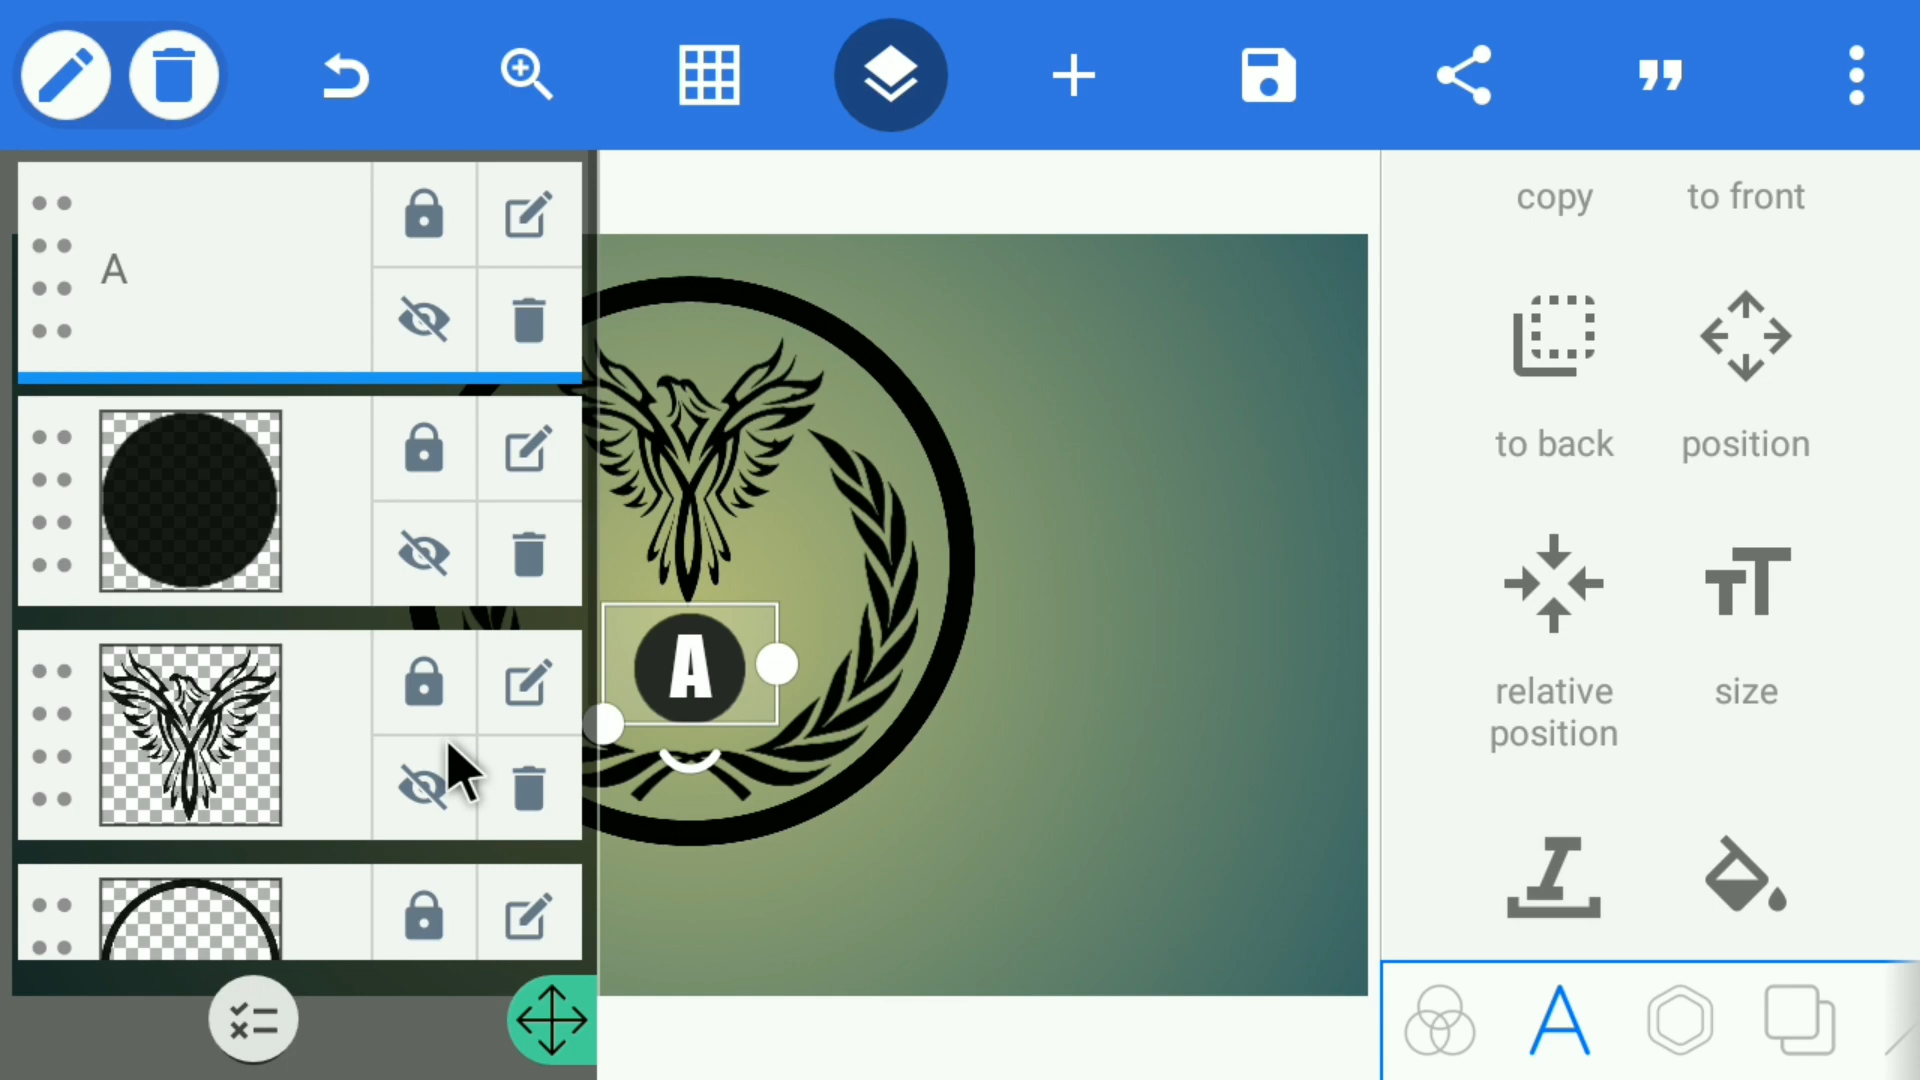 copy
to front
A
to back
position
A
relative
position
size